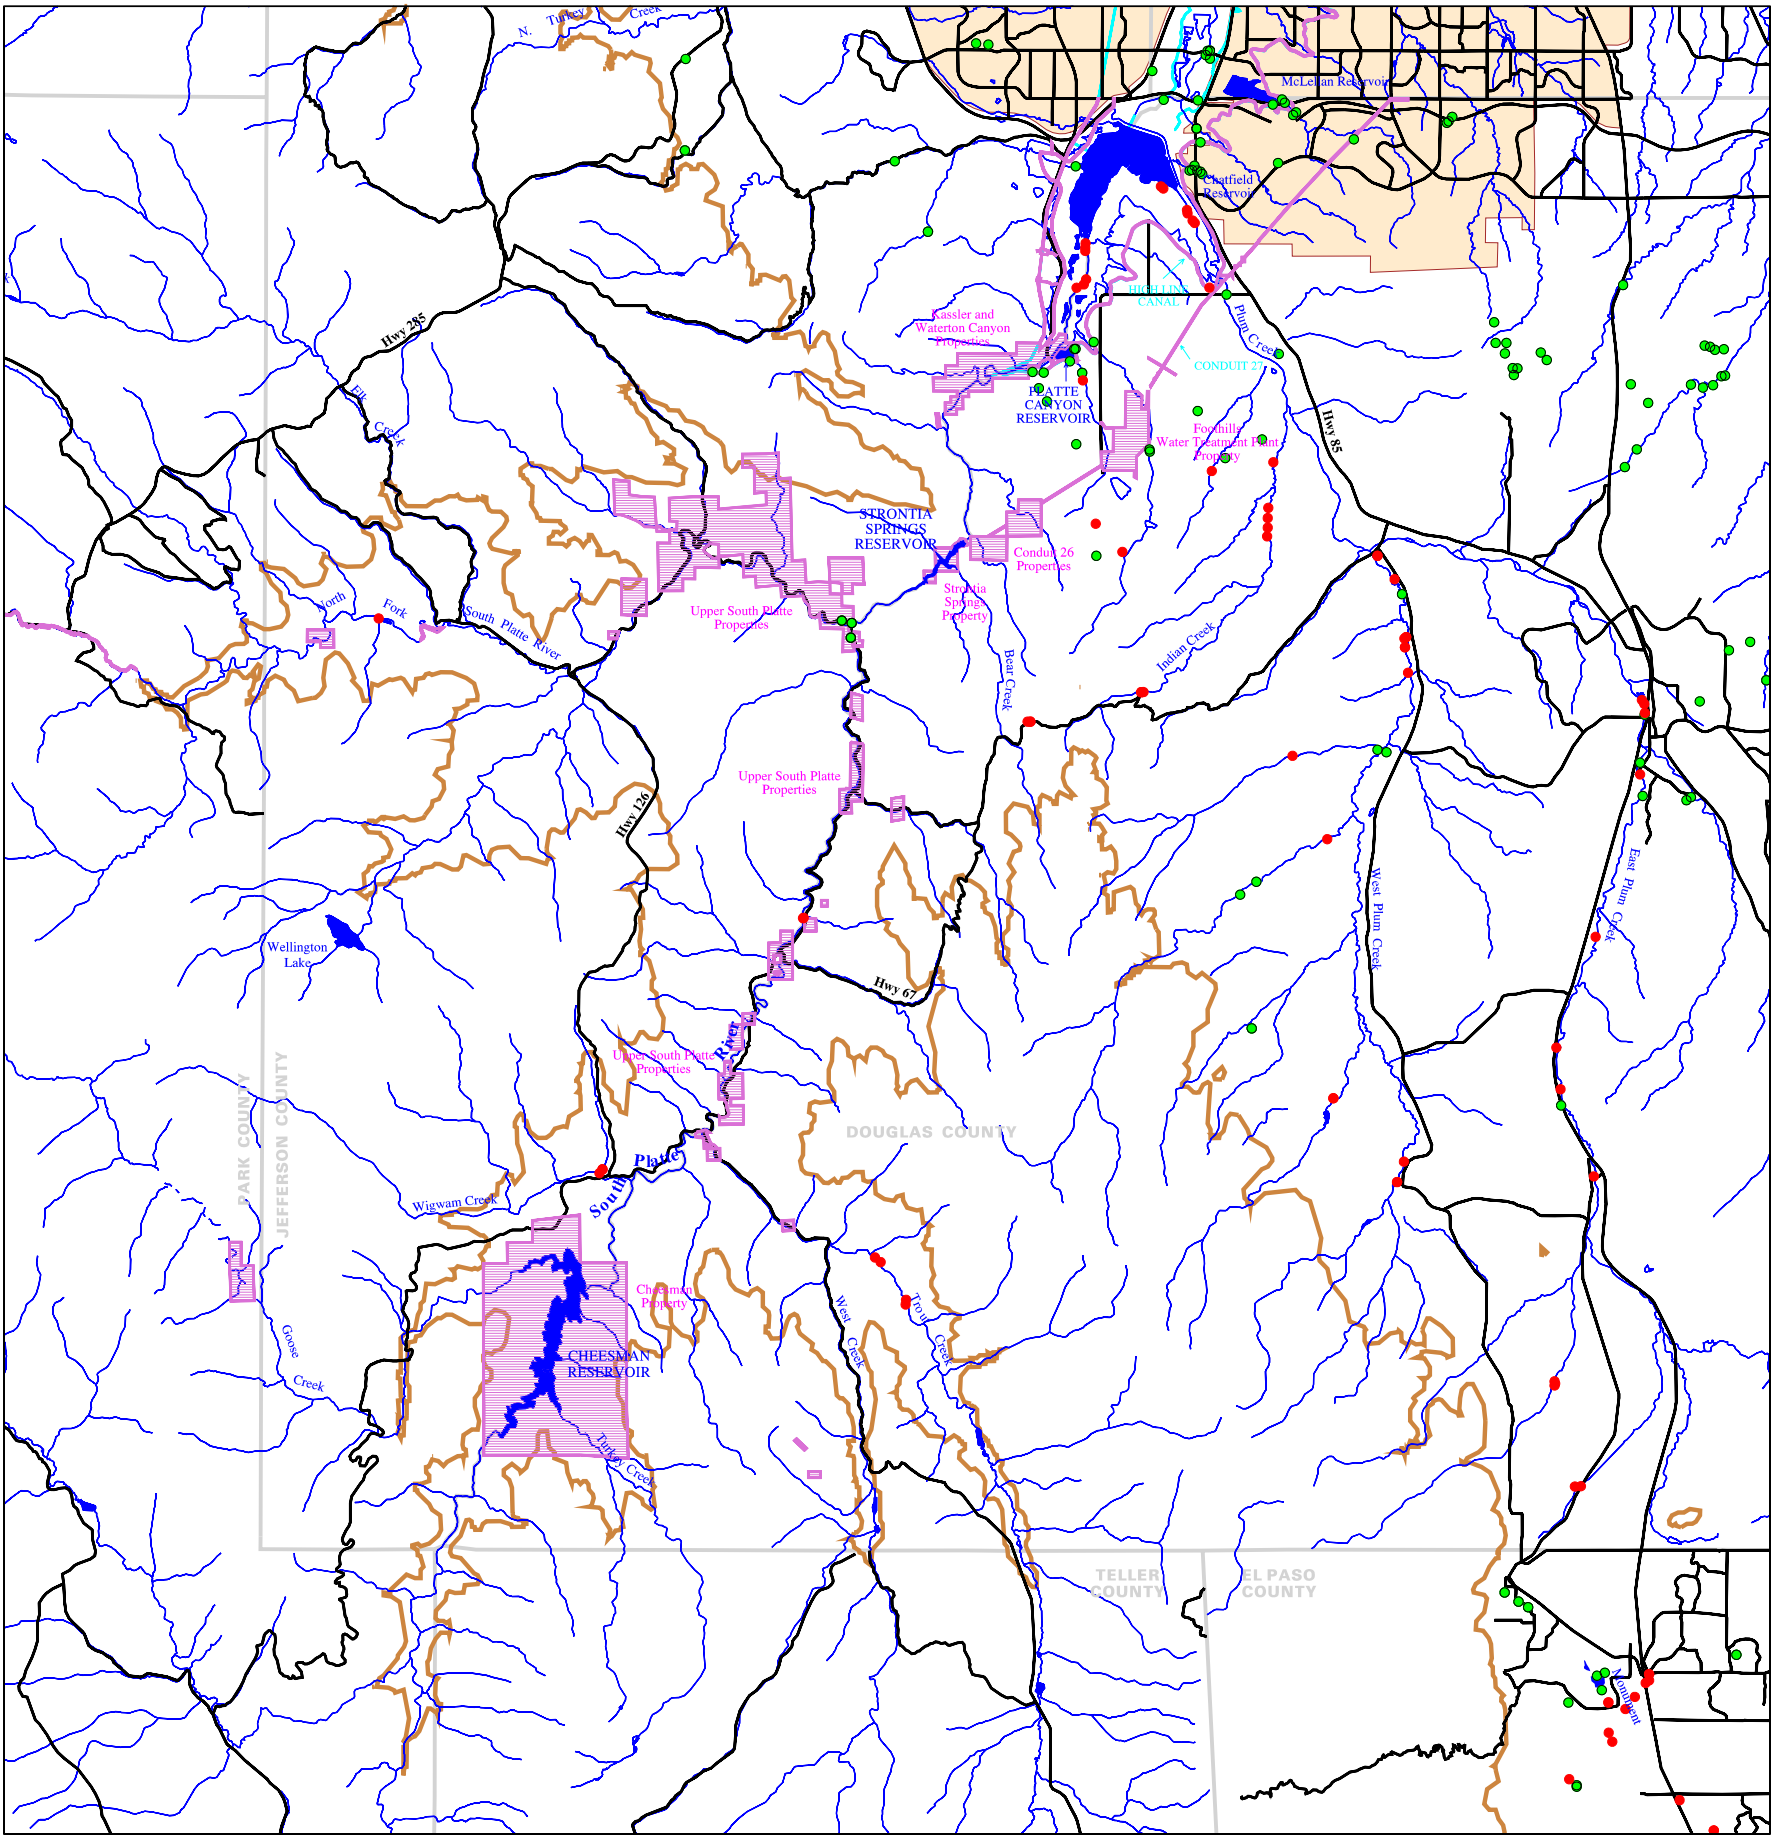 N. Turkey Creek
McLellan Reservoir
Chatfield
Reservoir
HIGH LINE
CANAL
Kassler and
Waterton Canyon
Properties
Plum Creek
Hwy 285
CONDUIT 27
Elk
Creek
PLATTE
CANYON
RESERVOIR
Hwy 85
Foothills
Water Treatment Plant
Property
STRONTIA
SPRINGS
RESERVOIR
Conduit 26
Properties
Strontia
Springs
Property
North
Fork
South Platte River
Upper South Platte
Properties
Indian Creek
Bear Creek
Upper South Platte
Properties
Hwy 126
East Plum Creek
West Plum Creek
Wellington
Lake
Hwy 67
Upper South Platte
Properties
River
PARK COUNTY
JEFFERSON COUNTY
DOUGLAS COUNTY
Platte
South
Wigwam Creek
Cheesman
Property
Goose
Creek
West
Creek
Trout
Creek
CHEESMAN
RESERVOIR
Turkey Creek
TELLER
COUNTY
EL PASO
COUNTY
Monument